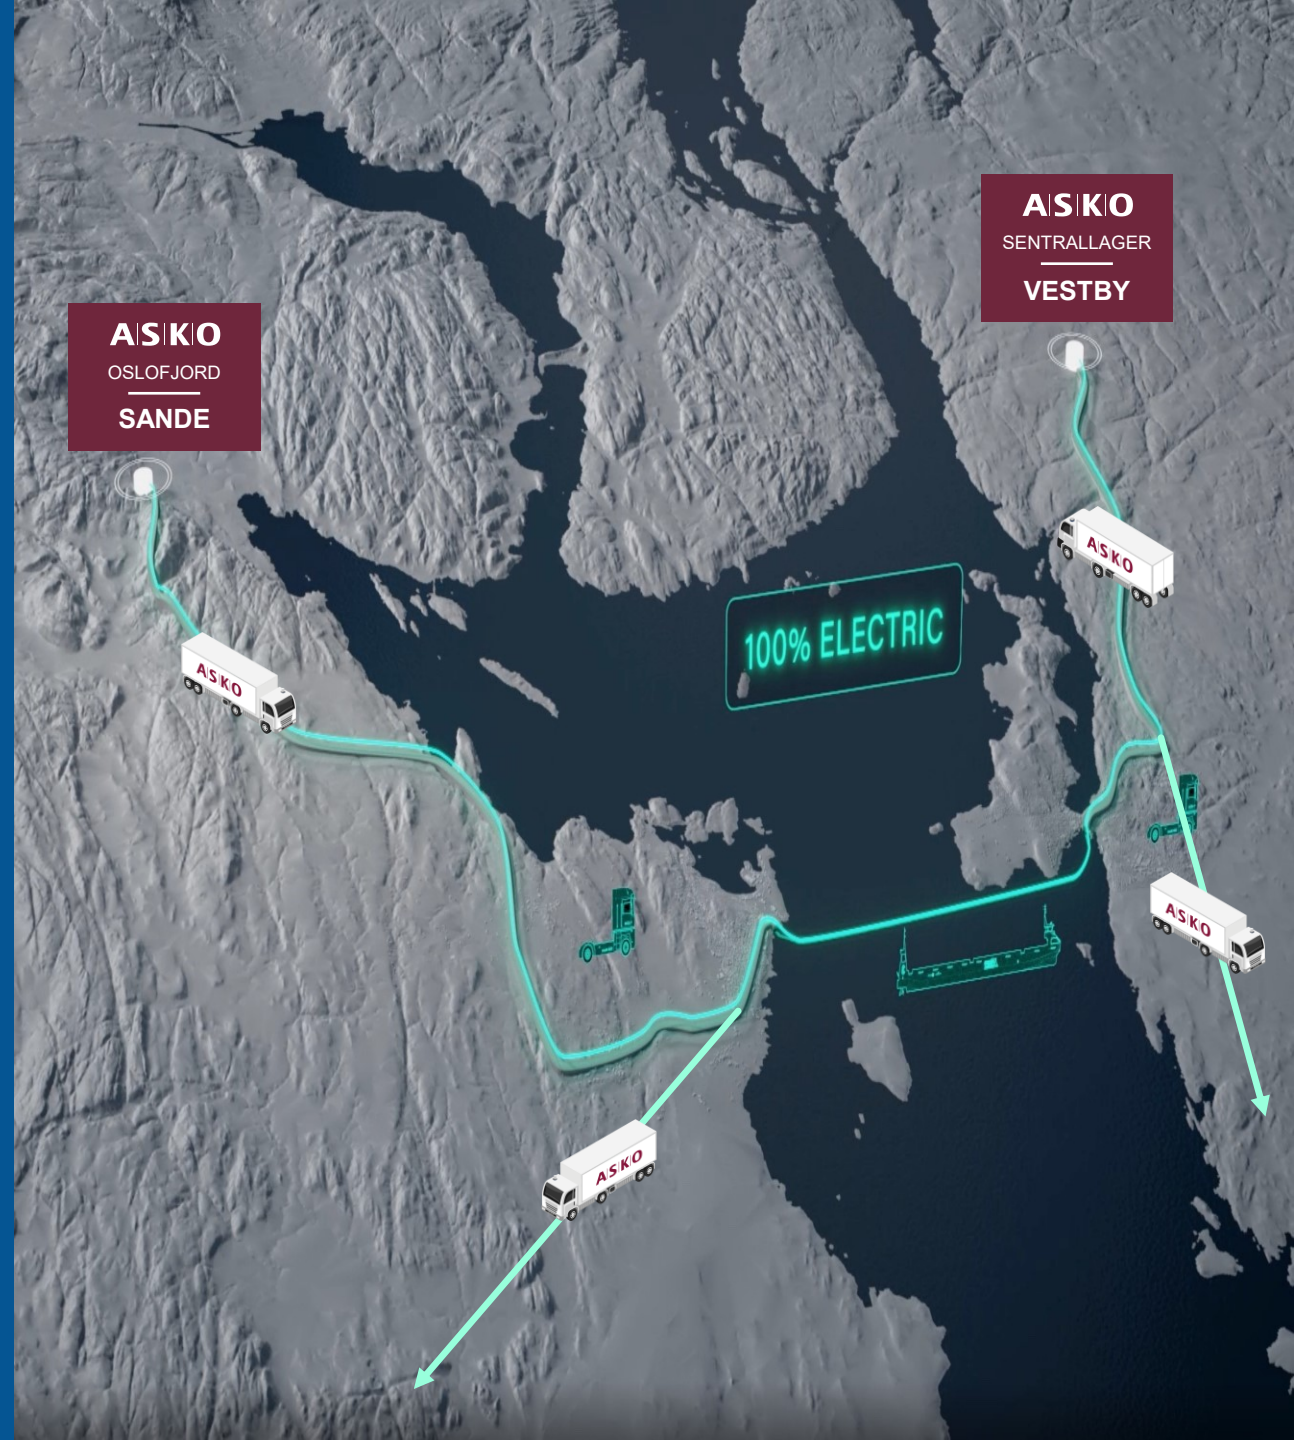 ASKO
SENTRALLAGER
VESTBY
ASKO
OSLOFJORD
SANDE
ASKO
100% ELECTRIC
ASKO
ASKO
ASKO